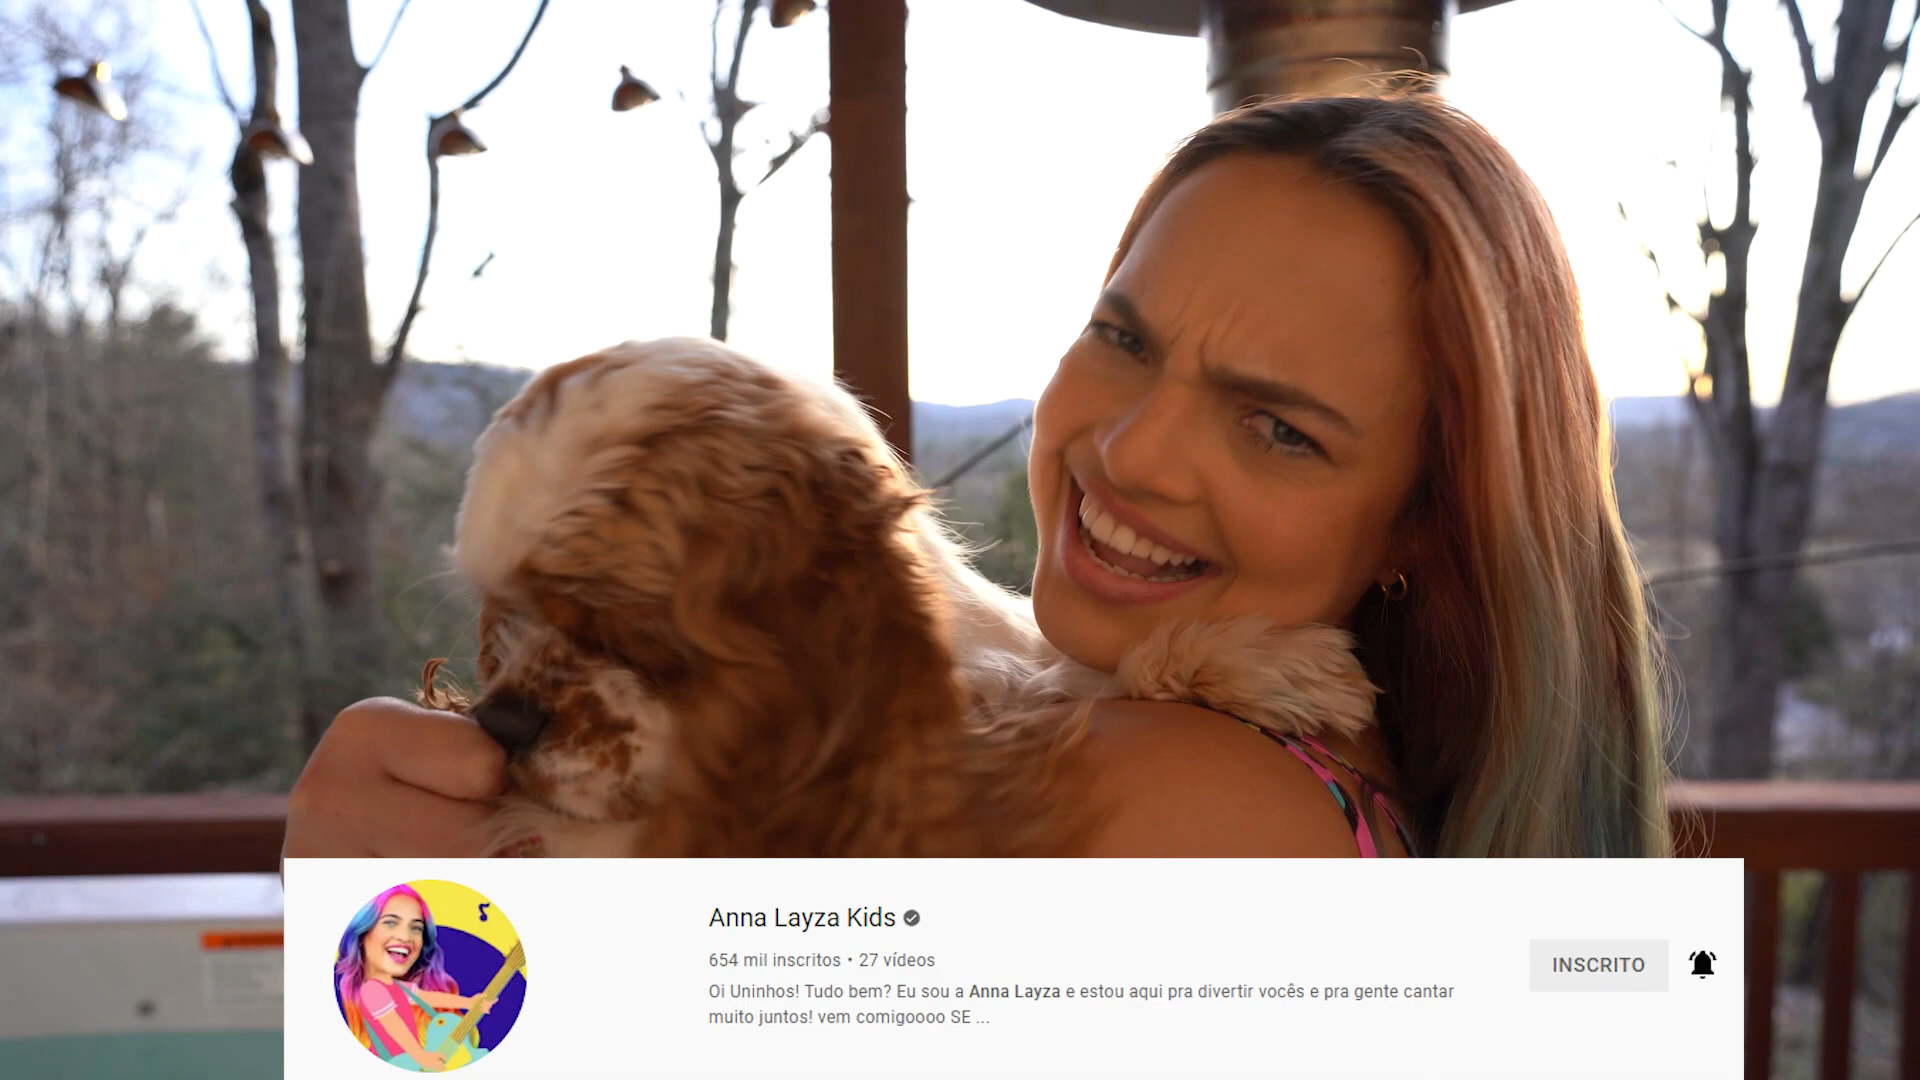 Anna Layza Kids
654 mil inscritos • 27 vídeos
Oi Uninhos! Tudo bem? Eu sou a Anna Layza e estou aqui pra divertir vocês e pra gente cantar
muito juntos! vem comigoooo SE ...
INSCRITO